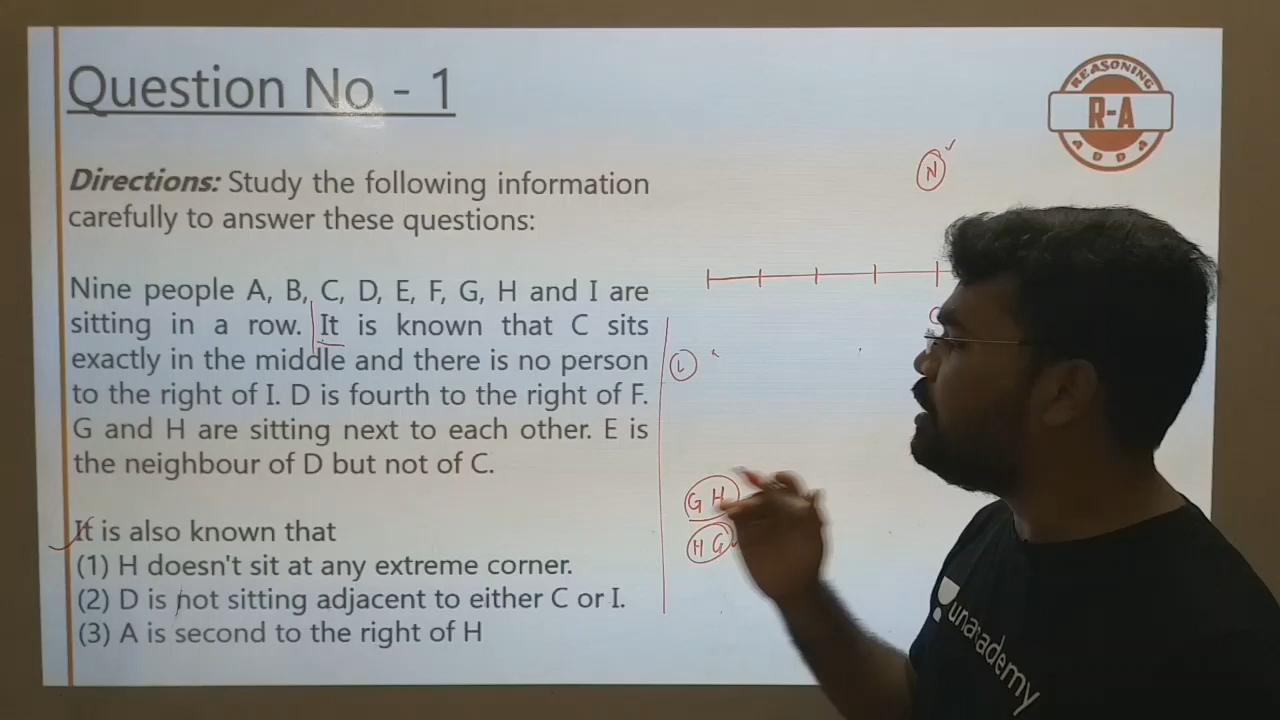 Question No - 1
REASONING
R-A
ADDA
N
Directions: Study the following information
carefully to answer these questions:
Nine people A, B, C, D, E, F, G, H and I are
sitting in a row. It is known that C sits
exactly in the middle and there is no person
to the right of I. D is fourth to the right of F.
G and H are sitting next to each other. E is
the neighbour of D but not of C.
L
G H
H G
It is also known that
(1) H doesn't sit at any extreme corner.
(2) D is not sitting adjacent to either C or I.
(3) A is second to the right of H
unacademy